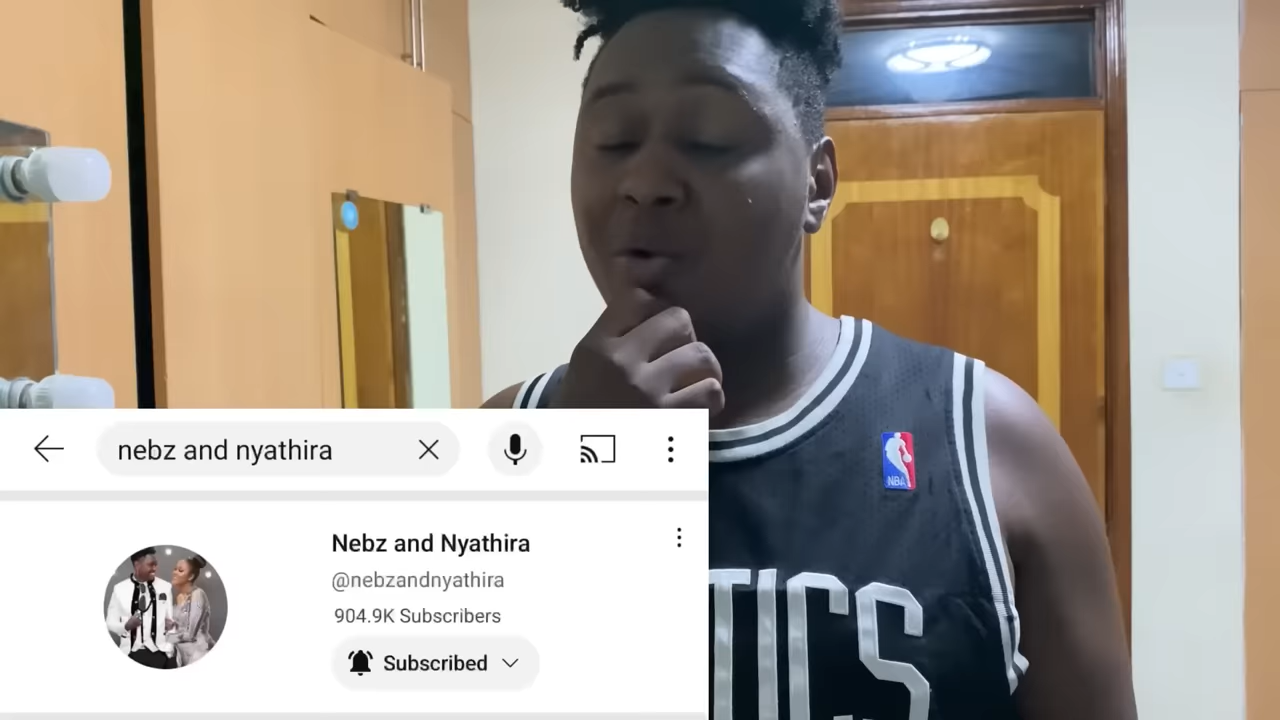 NBA
nebz and nyathira
Nebz and Nyathira
@nebzandnyathira
904.9K Subscribers
Subscribed
TICS